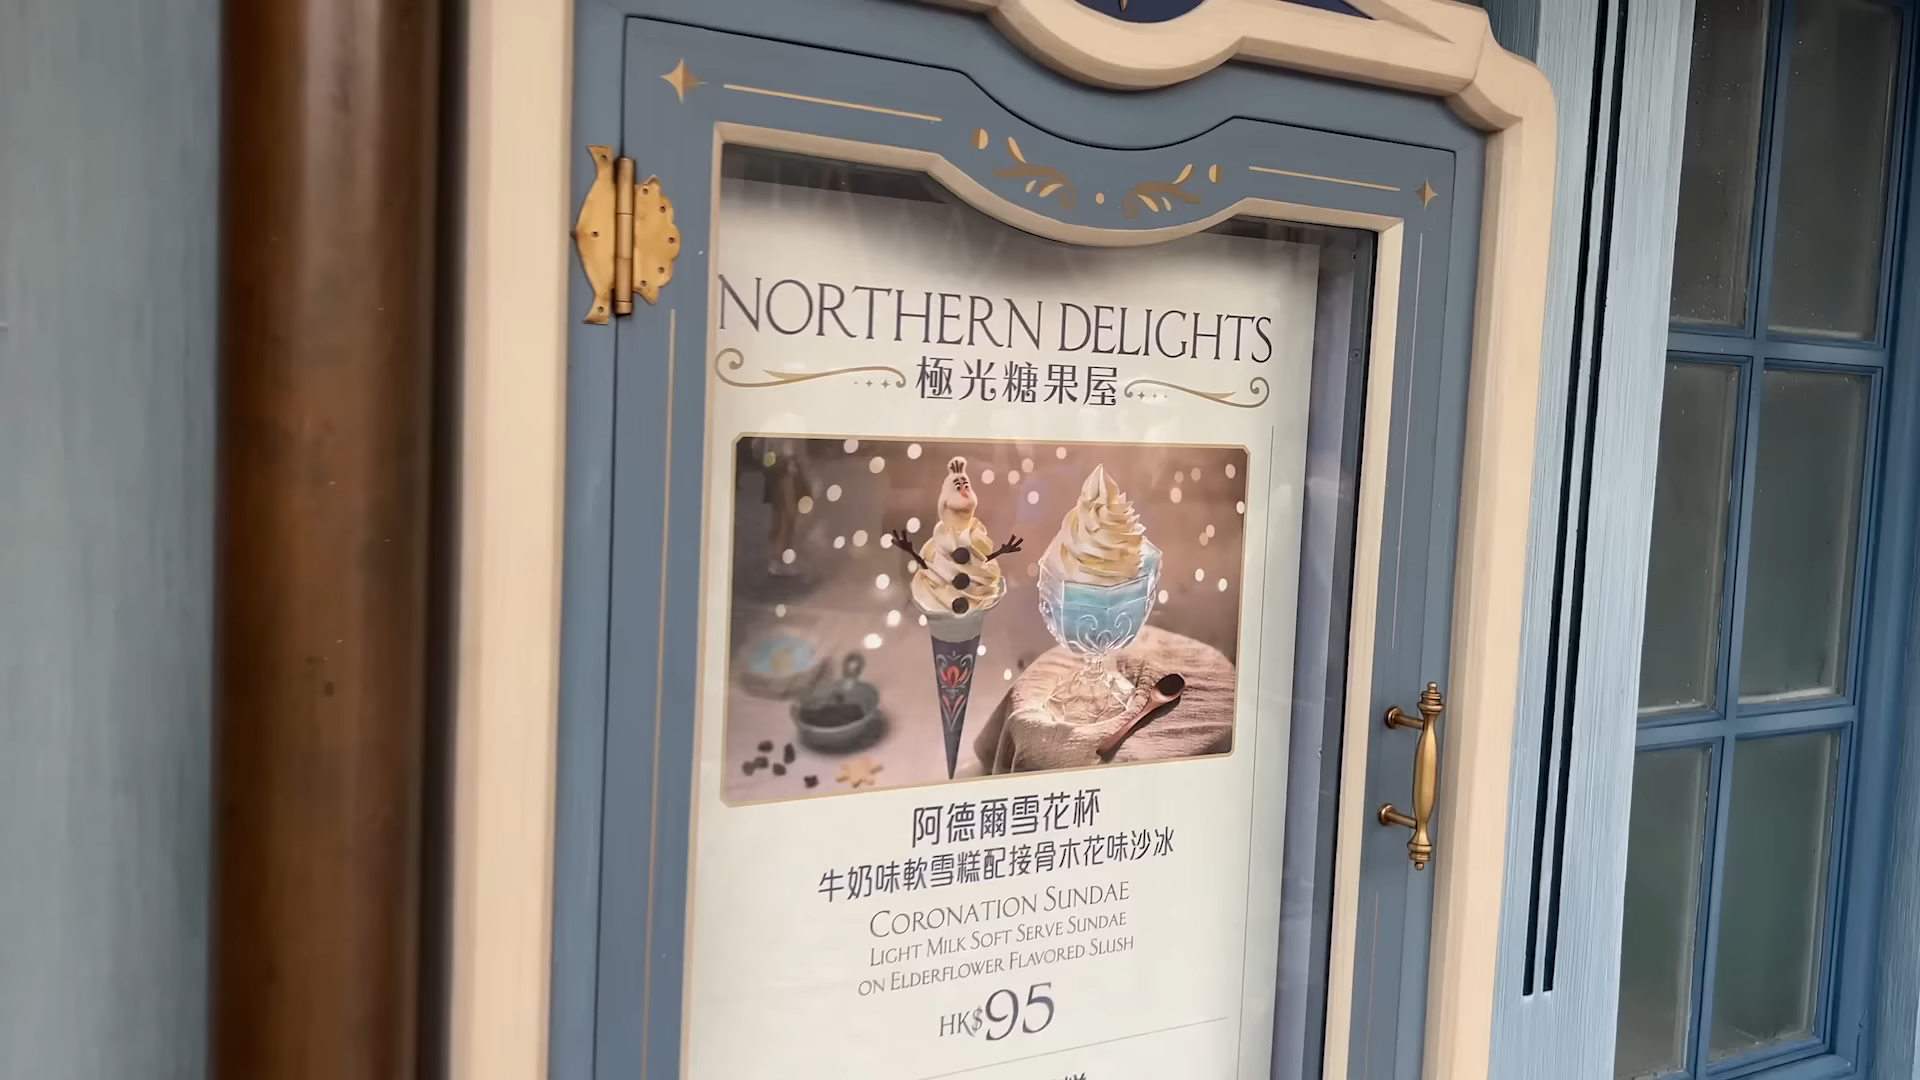 NORTHERN DELIGHTS
極光糖果屋
阿德爾雪花杯
牛奶味軟雪糕配接骨木花味沙冰
CORONATION SUNDAE
LIGHT MILK SOFT SERVE SUNDAE
ON ELDERFLOWER FLAVORED SLUSH
HK$95